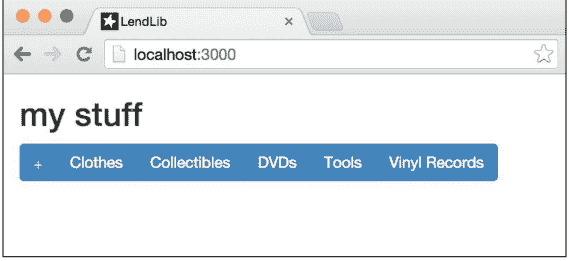 LendLib
localhost:3000
my stuff
+ Clothes Collectibles DVDs Tools Vinyl Records